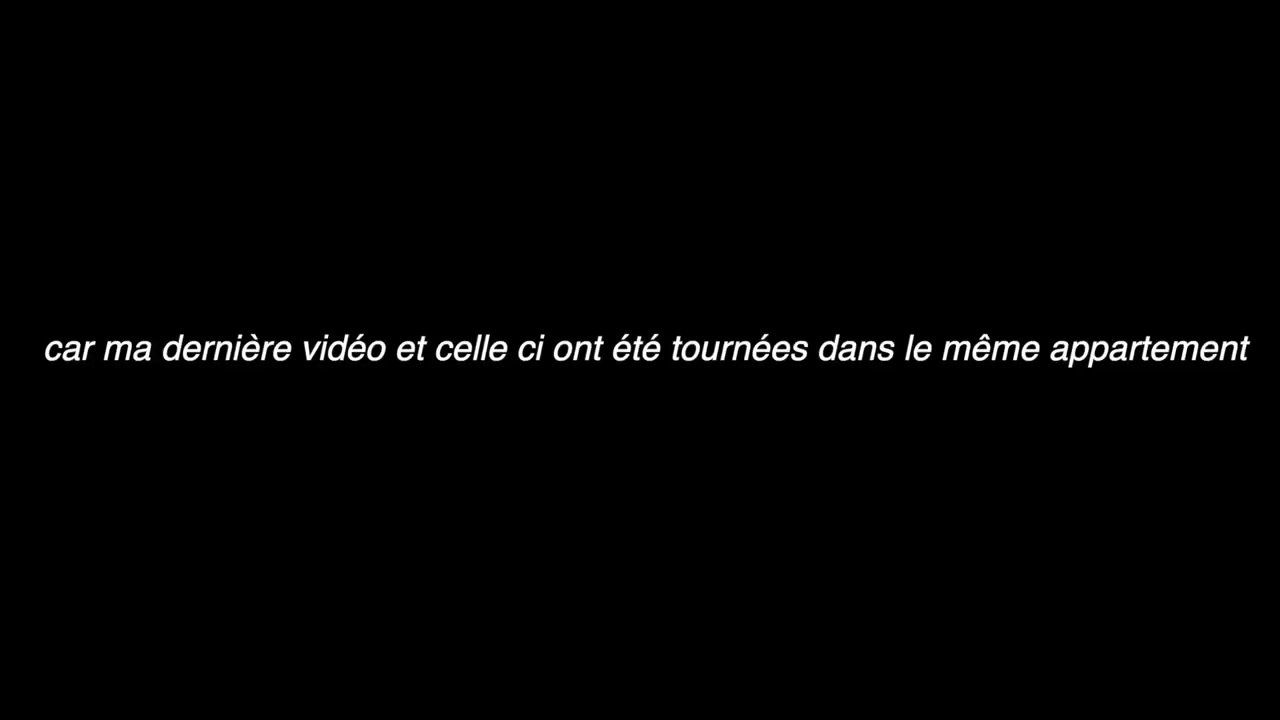 car ma dernière vidéo et celle ci ont été tournées dans le même appartement